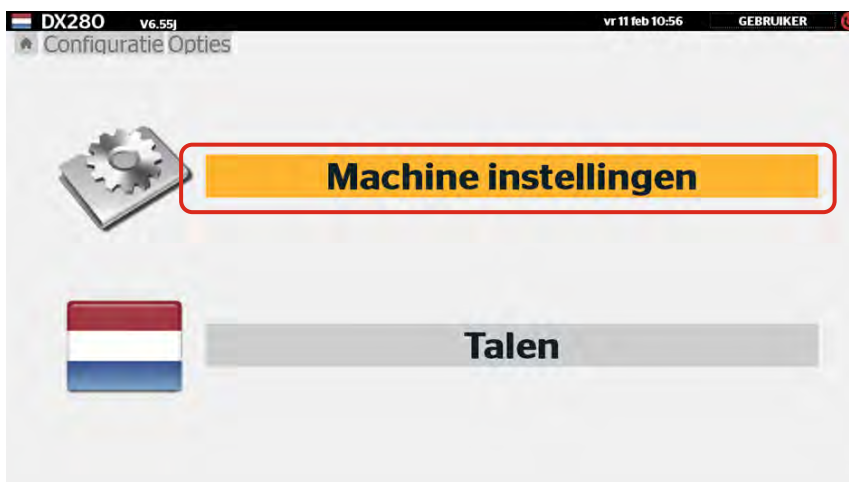 DX280 V6.55j vr 11 feb 10:56 GEBRUIKER
Configuratie Opties
Machine instellingen
Talen